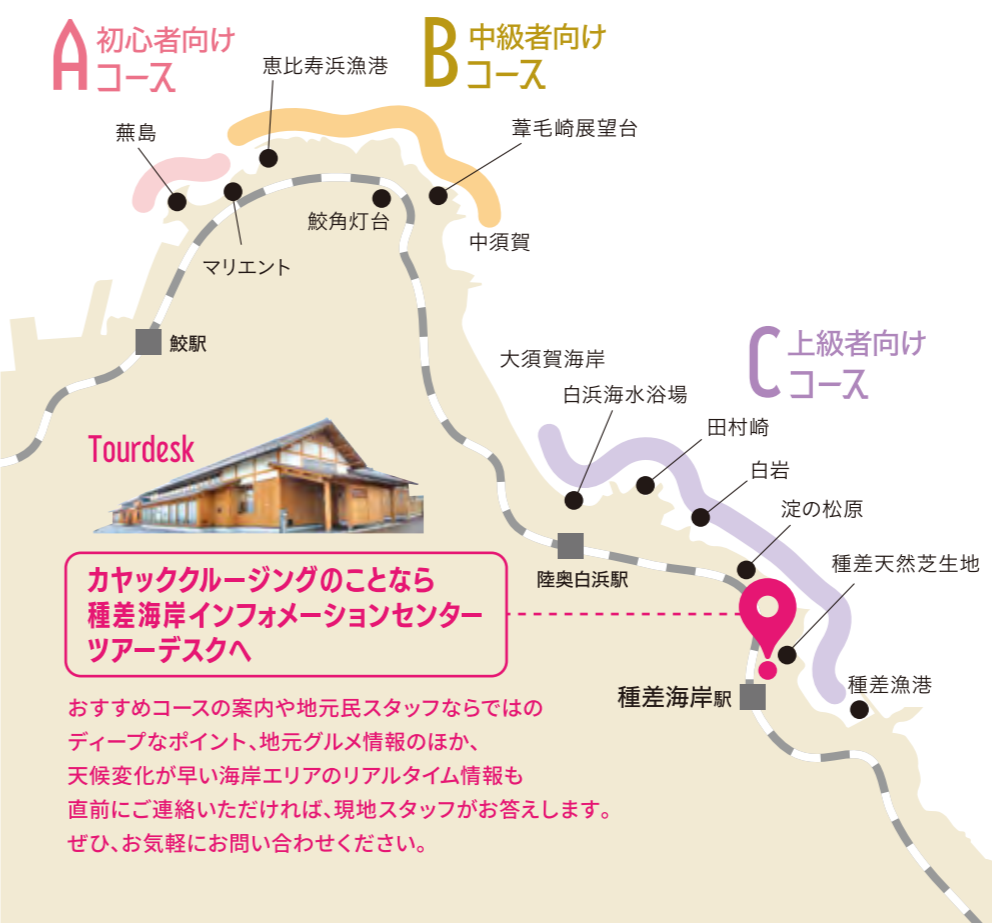 A 初心者向け
コース
B 中級者向け
コース
恵比寿浜漁港
蕪島
葦毛崎展望台
鮫角灯台
中須賀
マリエント
鮫駅
C 上級者向け
コース
大須賀海岸
白浜海水浴場
田村崎
白岩
淀の松原
種差天然芝生地
陸奥白浜駅
種差海岸駅
種差漁港
Tourdesk
カヤッククルージングのことなら
種差海岸インフォメーションセンター
ツアーデスクへ
おすすめコースの案内や地元民スタッフならではの
ディープなポイント、地元グルメ情報のほか、
天候変化が早い海岸エリアのリアルタイム情報も
直前にご連絡いただければ、現地スタッフがお答えします。
ぜひ、お気軽にお問い合わせください。